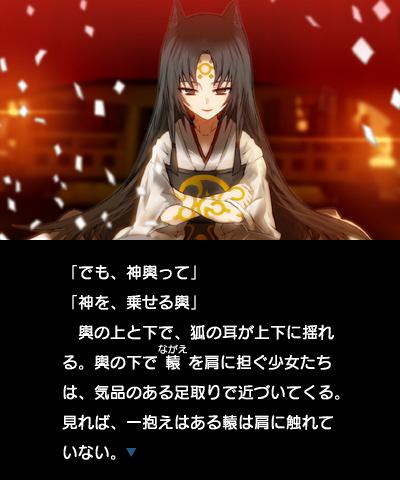 「でも、神輿って」
「神を、乗せる輿」
　輿の上と下で、狐の耳が上下に揺れ
る。輿の下で轅を肩に担ぐ少女たち
ながえ
は、気品のある足取りで近づいてくる。
見れば、一抱えはある轅は肩に触れて
いない。▼